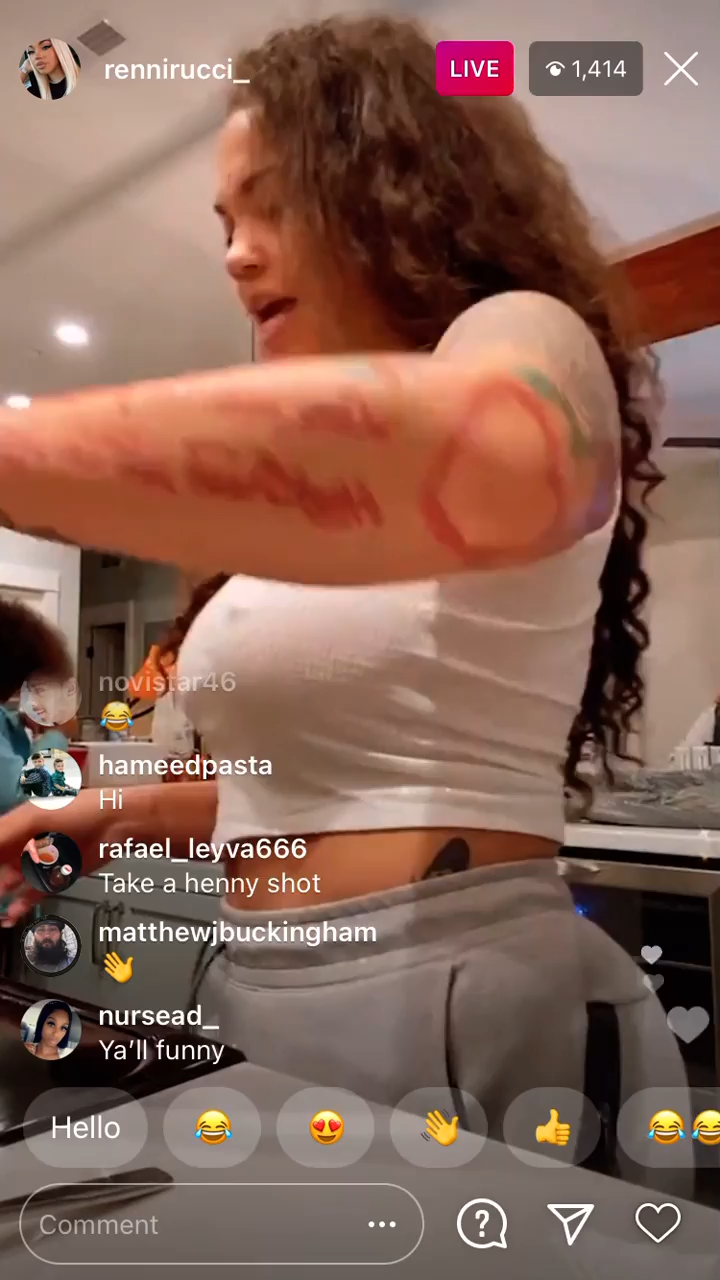 rennirucci_
LIVE
1,414
novistar46
😂
hameedpasta
Hi
rafael_leyva666
Take a henny shot
matthewjbuckingham
👋
nursead_
Ya'll funny
Hello 😂 😍 👋 👍 😂😂
Comment